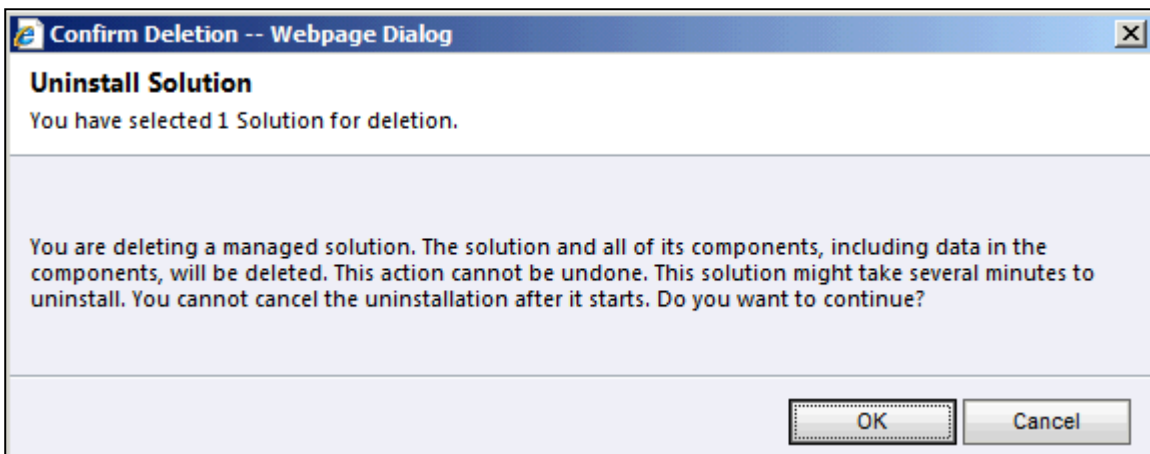 Confirm Deletion -- Webpage Dialog
Uninstall Solution
You have selected 1 Solution for deletion.
You are deleting a managed solution. The solution and all of its components, including data in the
components, will be deleted. This action cannot be undone. This solution might take several minutes to
uninstall. You cannot cancel the uninstallation after it starts. Do you want to continue?
OK
Cancel